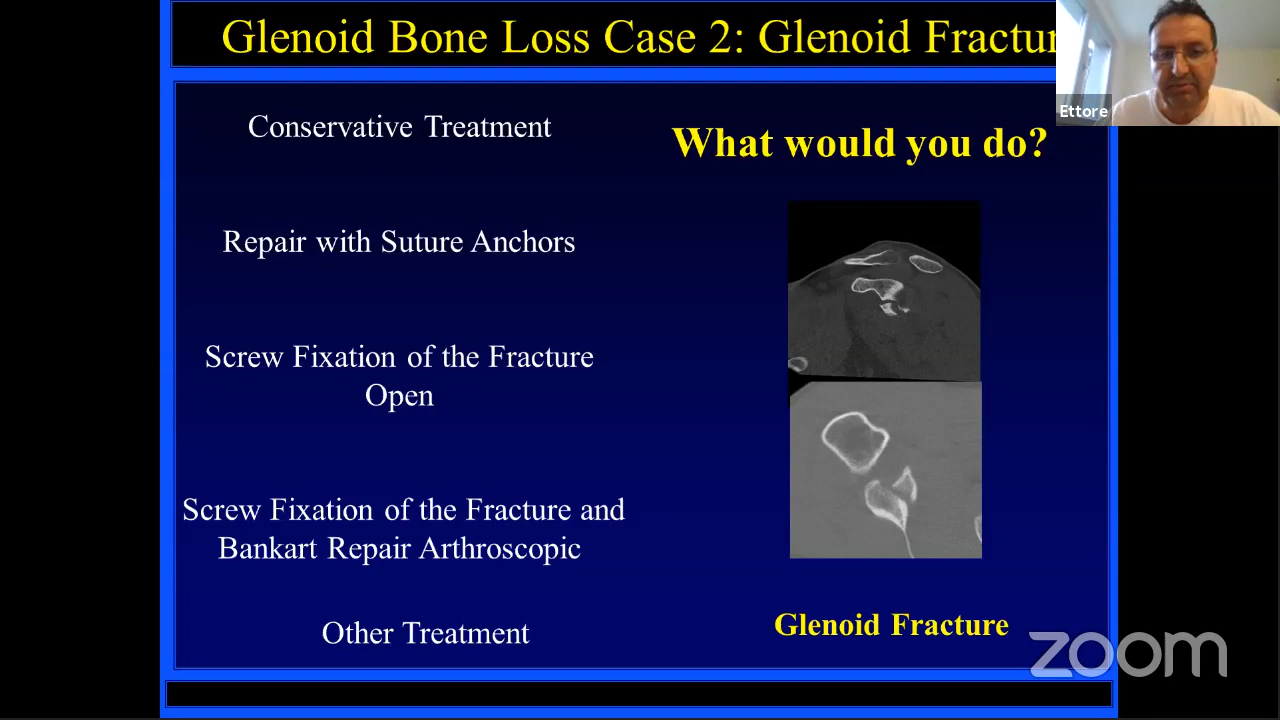 Glenoid Bone Loss Case 2: Glenoid Fractur
Ettore
Conservative Treatment
What would you do?
Repair with Suture Anchors
Screw Fixation of the Fracture
Open
Screw Fixation of the Fracture and
Bankart Repair Arthroscopic
Other Treatment
Glenoid Fracture
zoom